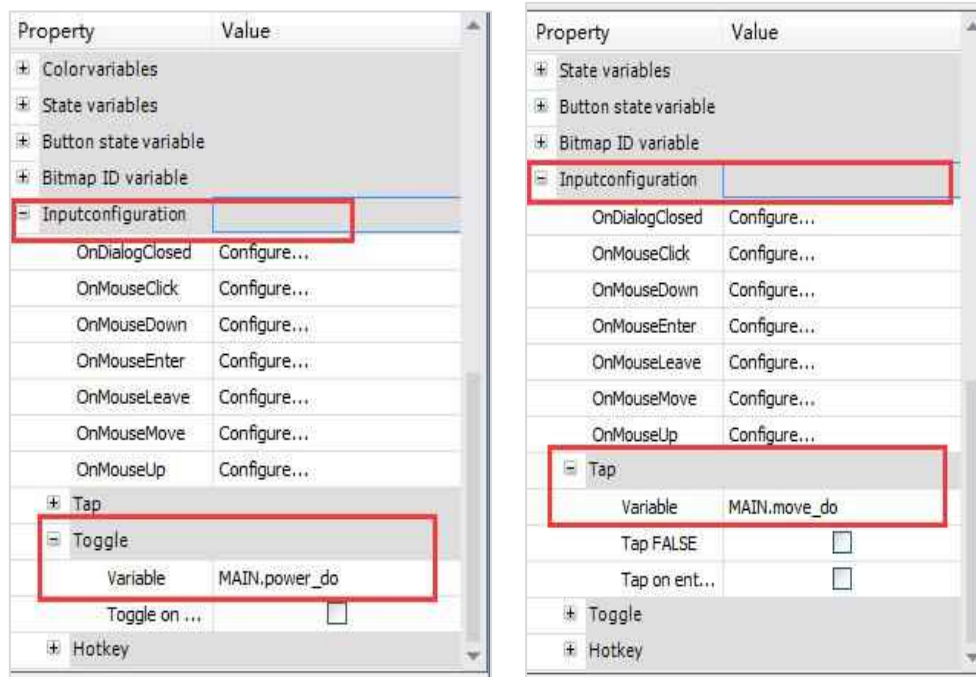 Property Value
Colorvariables
State variables
Button state variable
Bitmap ID variable
Inputconfiguration
OnDialogClosed Configure...
OnMouseClick Configure...
OnMouseDown Configure...
OnMouseEnter Configure...
OnMouseLeave Configure...
OnMouseMove Configure...
OnMouseUp Configure...
Tap
Toggle
Variable MAIN.power_do
Toggle on ...
Hotkey
Property Value
State variables
Button state variable
Bitmap ID variable
Inputconfiguration
OnDialogClosed Configure...
OnMouseClick Configure...
OnMouseDown Configure...
OnMouseEnter Configure...
OnMouseLeave Configure...
OnMouseMove Configure...
OnMouseUp Configure...
Tap
Variable MAIN.move_do
Tap FALSE
Tap on ent...
Toggle
Hotkey